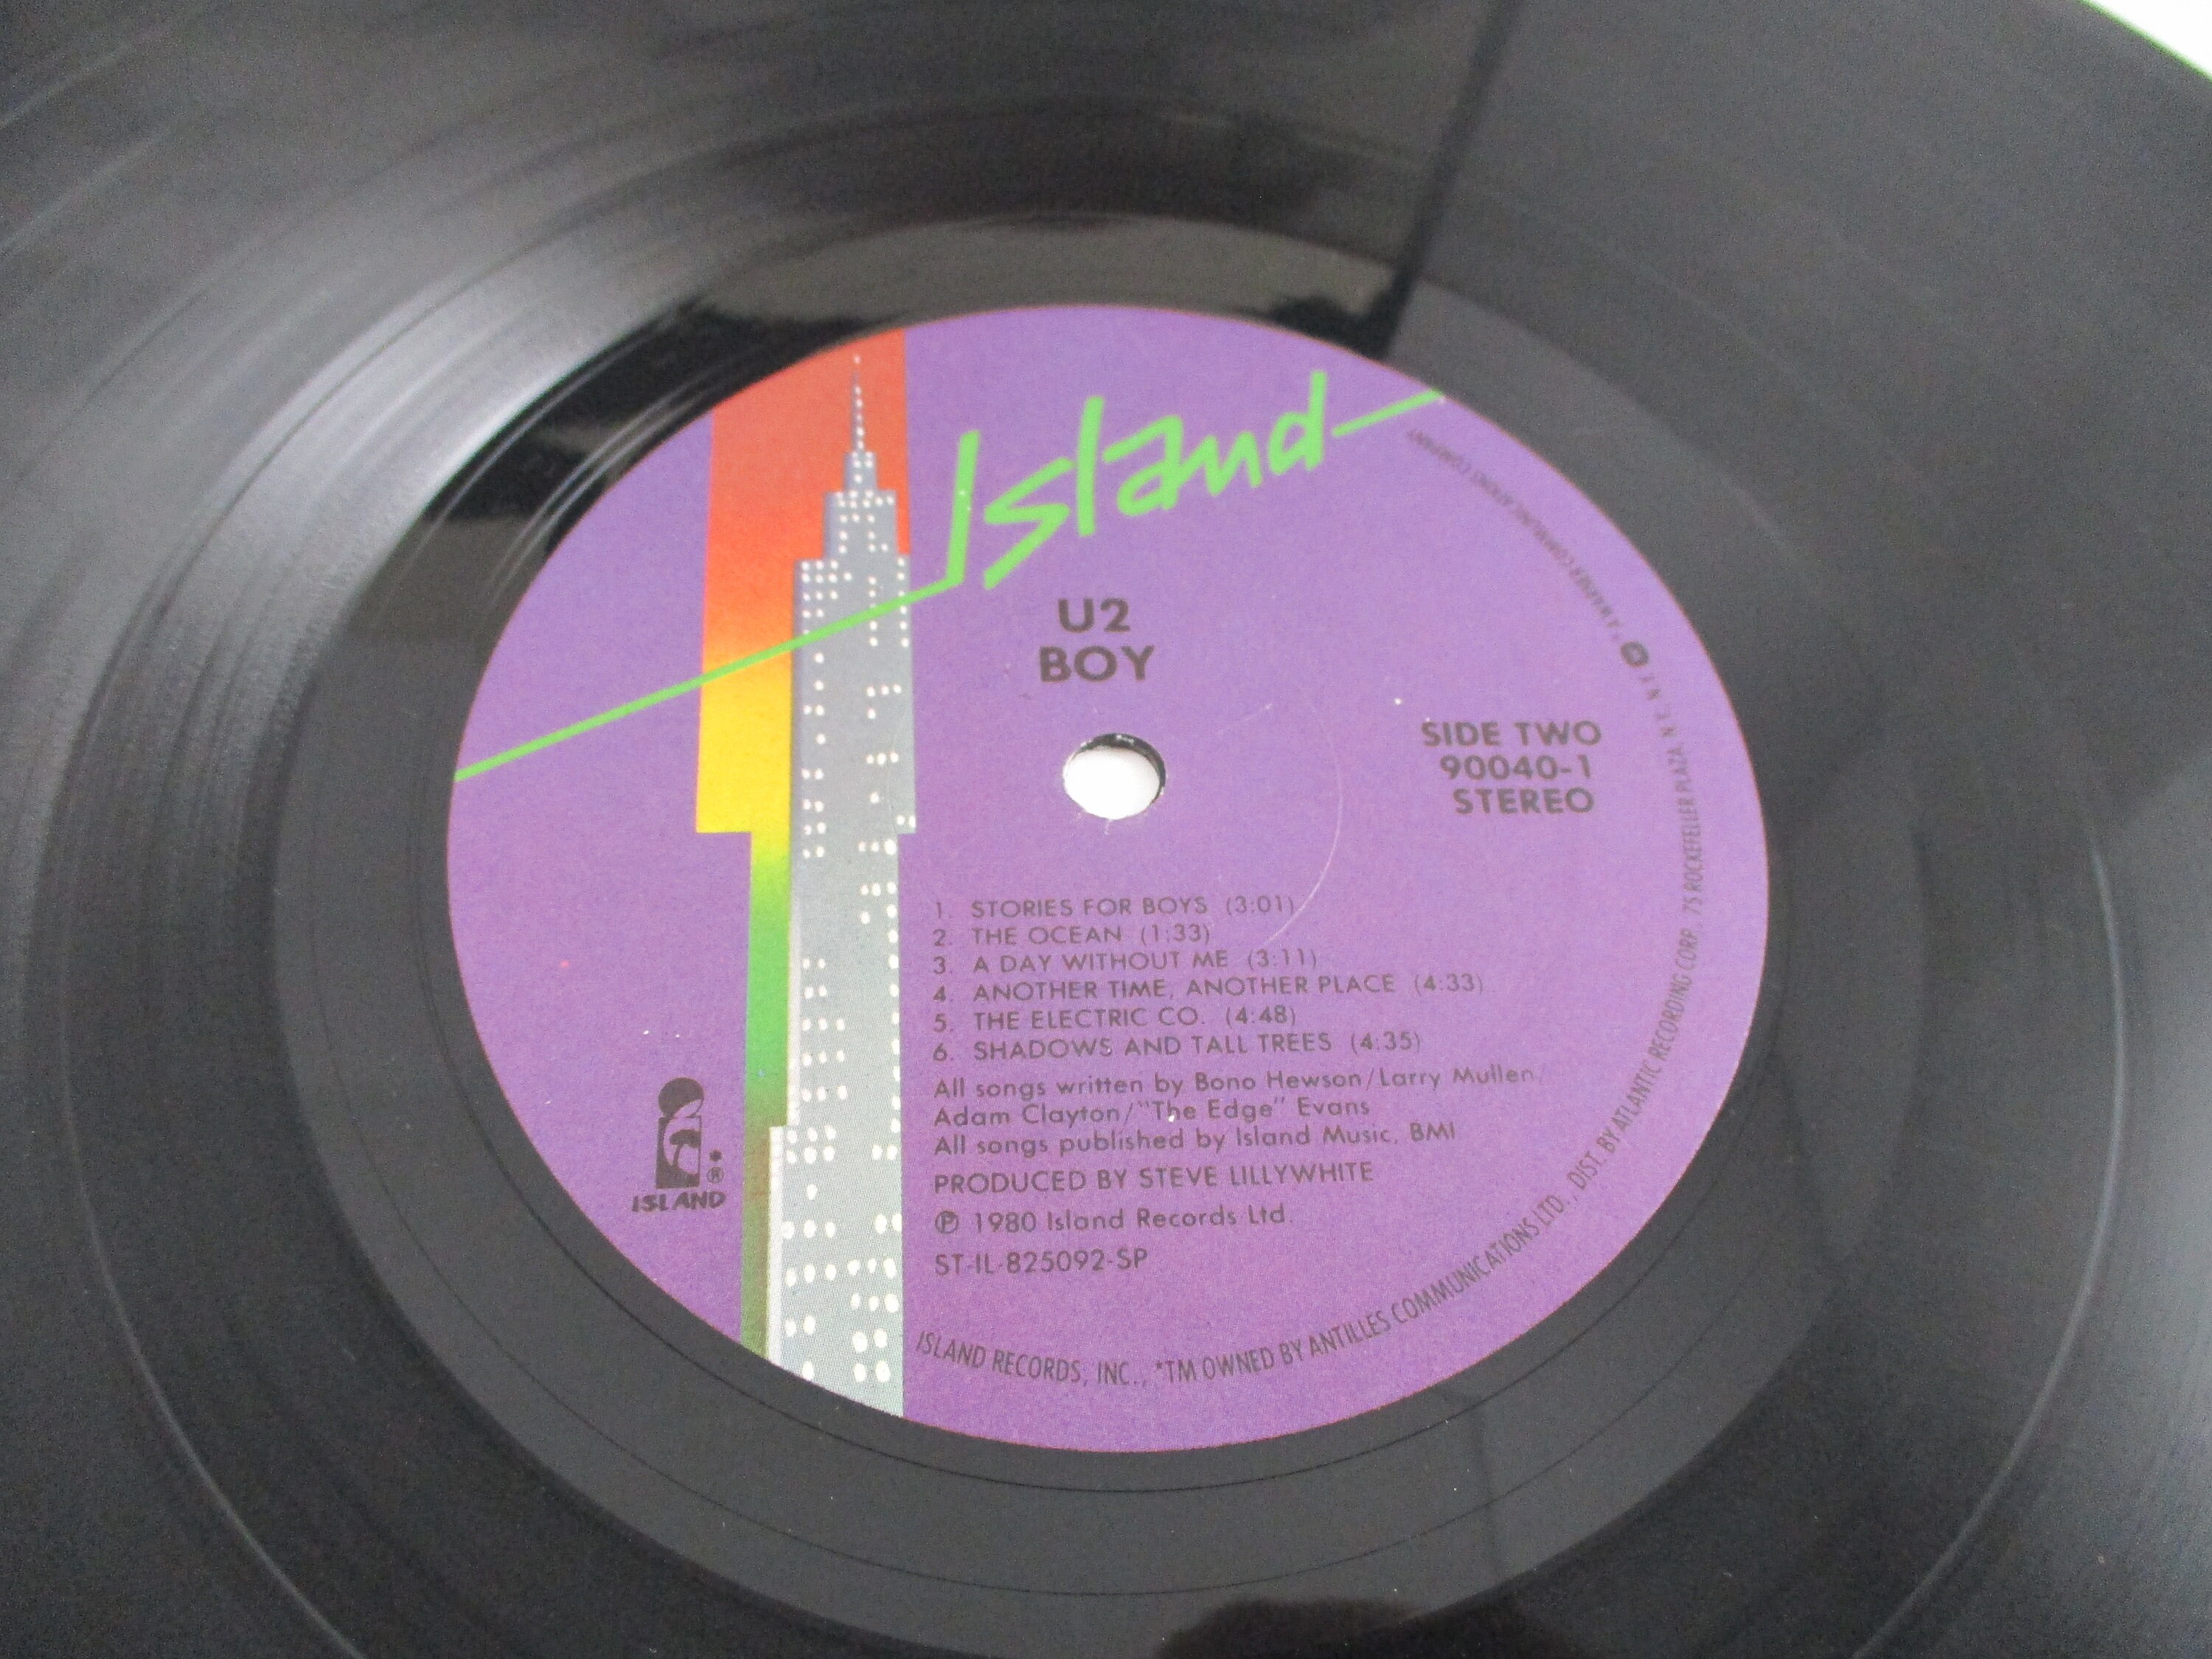 Island
U2
BOY
SIDE TWO
90040-1
STEREO
1. STORIES FOR BOYS (3:01)
2. THE OCEAN (1:33)
3. A DAY WITHOUT ME (3:11)
4. ANOTHER TIME, ANOTHER PLACE (4:33)
5. THE ELECTRIC CO. (4:48)
6. SHADOWS AND TALL TREES (4:35)
All songs written by Bono Hewson/Larry Mullen/
Adam Clayton/"The Edge" Evans
All songs published by Island Music, BMI
PRODUCED BY STEVE LILLYWHITE
℗ 1980 Island Records Ltd.
ST-IL-825092-SP
*
®
ISLAND
ISLAND RECORDS, INC., *TM OWNED BY ANTILLES COMMUNICATIONS LTD., DIST. BY ATLANTIC RECORDING CORP., 75 ROCKEFELLER PLAZA, N.Y., N.Y. A WARNER COMMUNICATIONS COMPANY